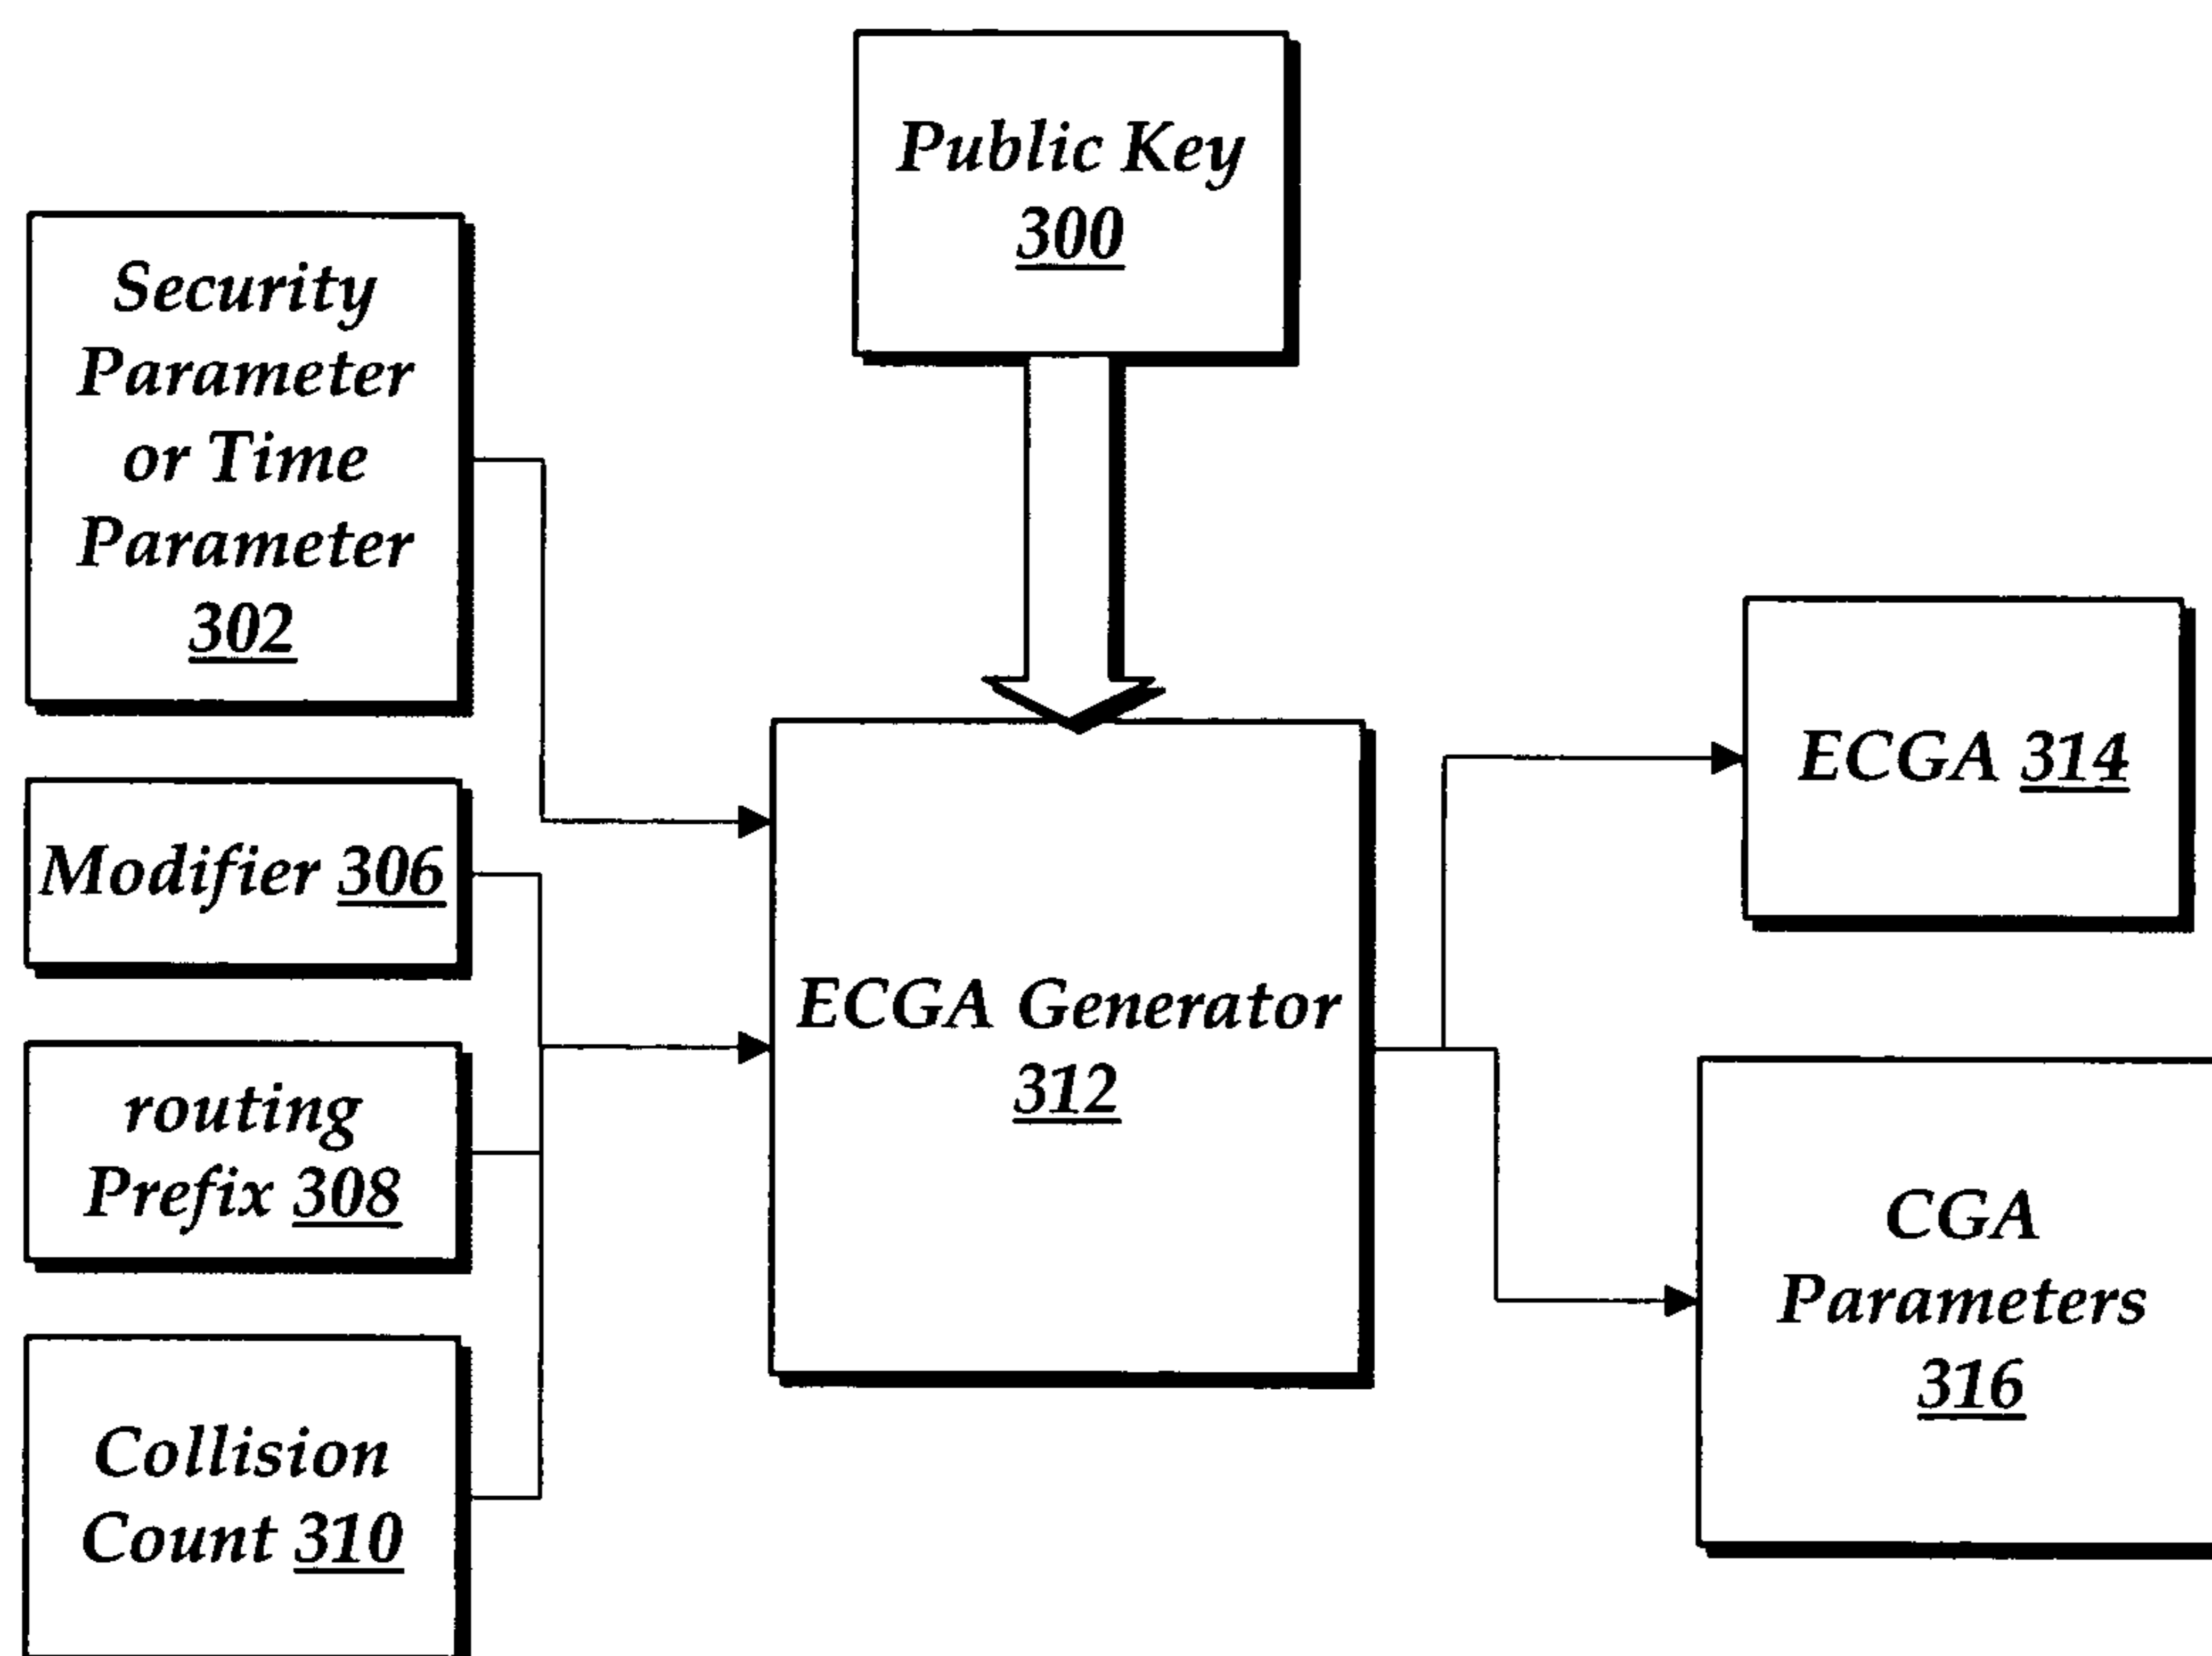 Public Key
300
Security
Parameter
or Time
Parameter
302
Modifier 306
routing
Prefix 308
Collision
Count 310
ECGA Generator
312
ECGA 314
CGA
Parameters
316